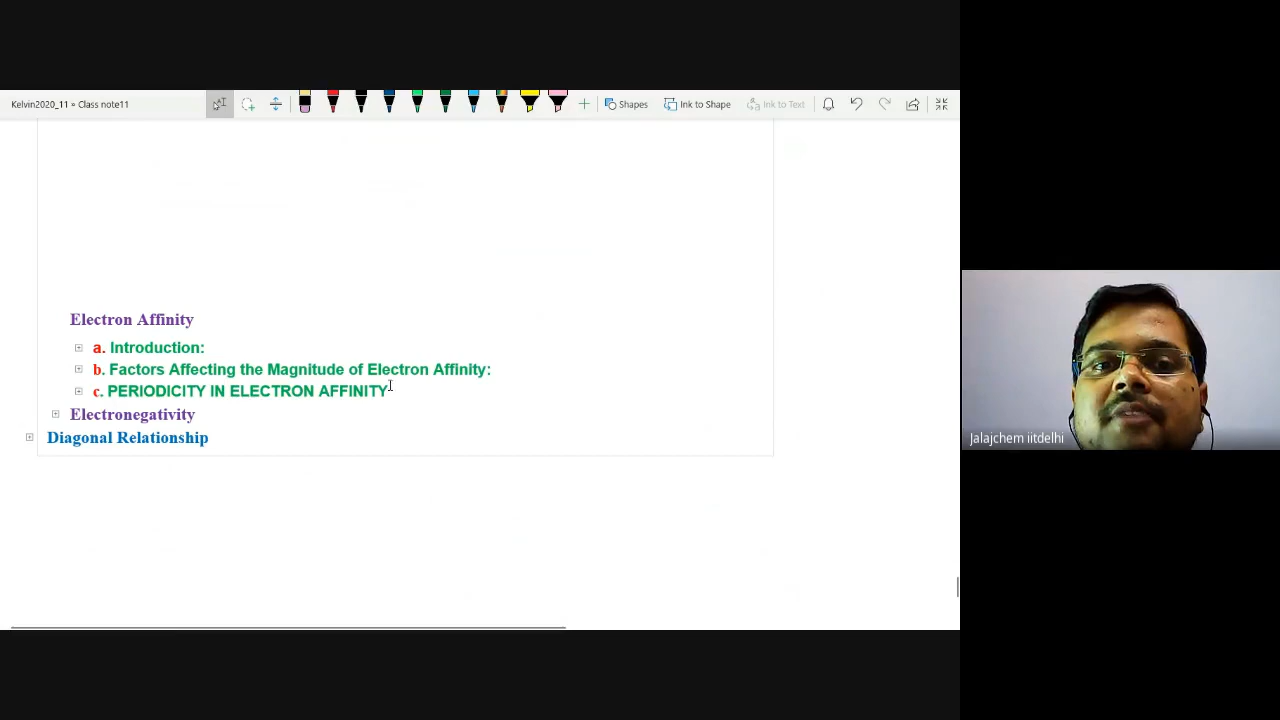 Kelvin2020_11 » Class note11
Shapes
Ink to Shape
Ink to Text
Electron Affinity
a. Introduction:
b. Factors Affecting the Magnitude of Electron Affinity:
c. PERIODICITY IN ELECTRON AFFINITY
Electronegativity
Diagonal Relationship
Jalajchem iitdelhi